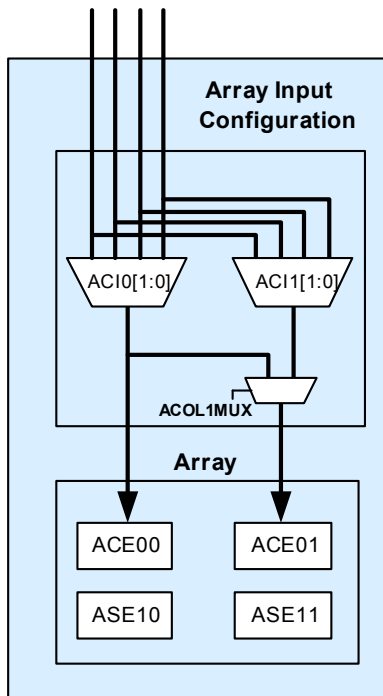 Array Input
Configuration
ACI0[1:0]
ACI1[1:0]
ACOL1MUX
Array
ACE00
ACE01
ASE10
ASE11